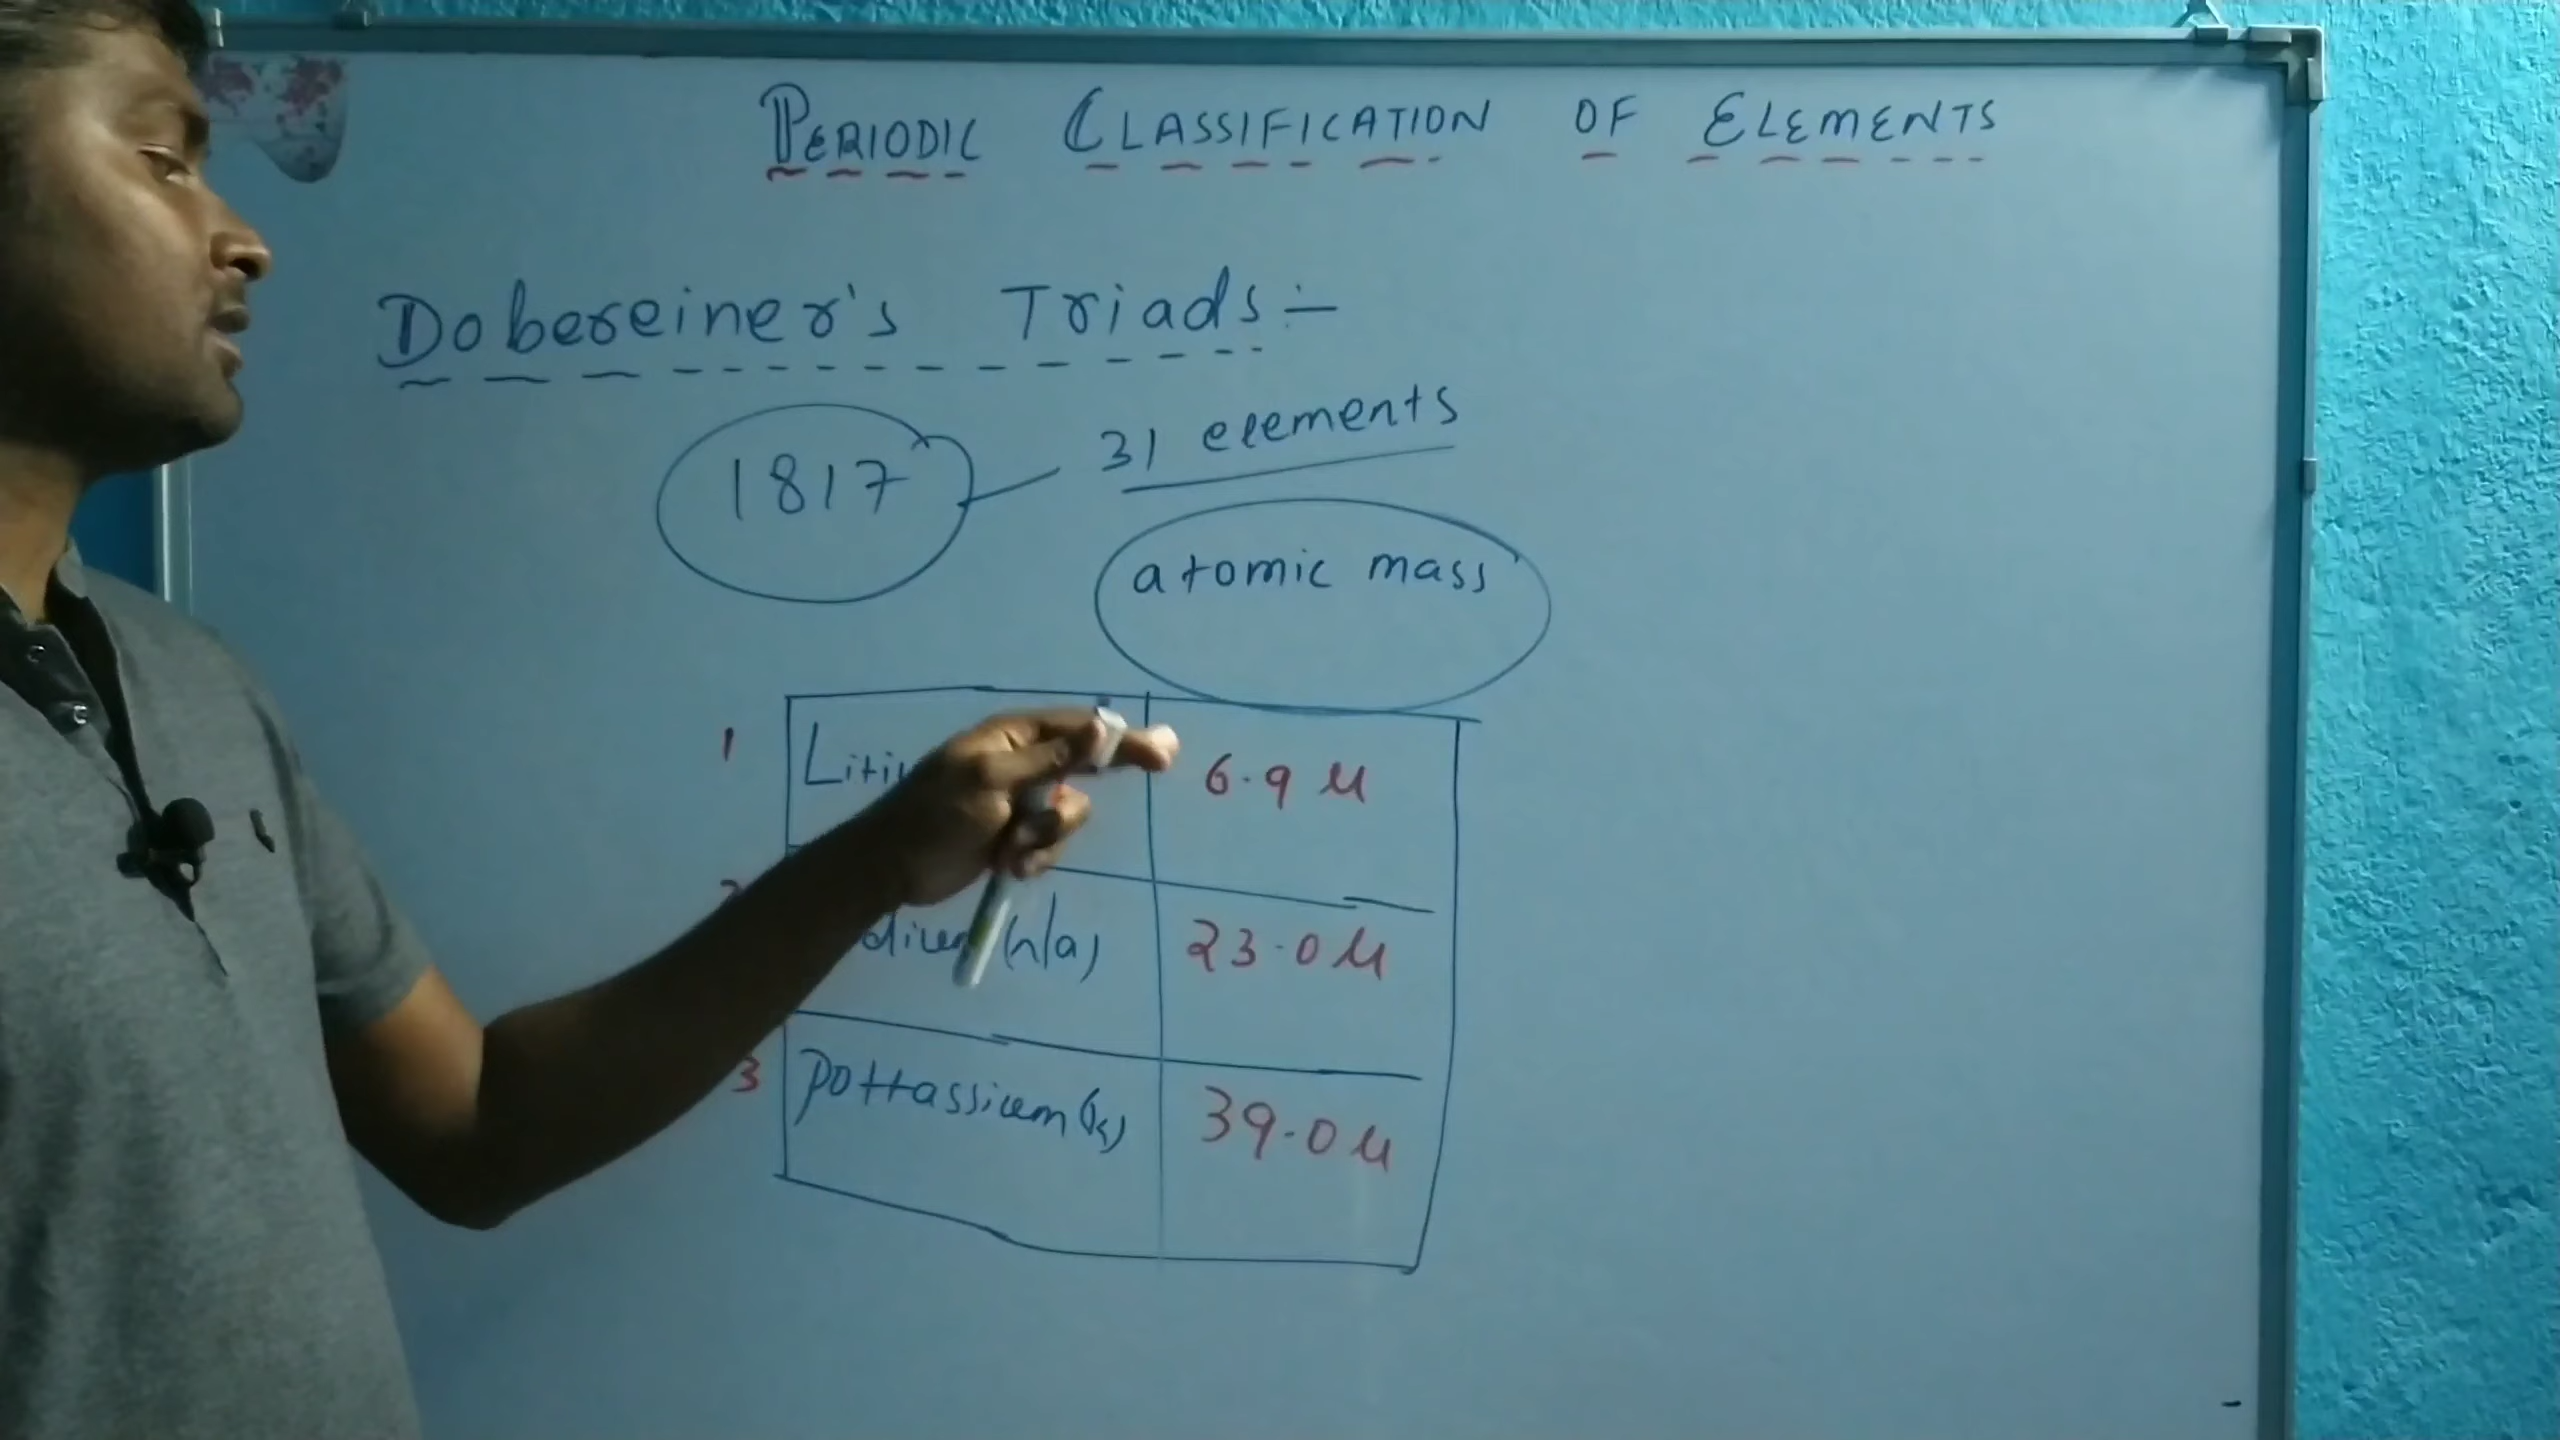 PERIODIC CLASSIFICATION OF ELEMENTS
Dobereiner's Triads:-
1817 31 elements
atomic mass
1 6.9 u
(Na) 23.0 u
3 Pottassium (K) 39.0 u